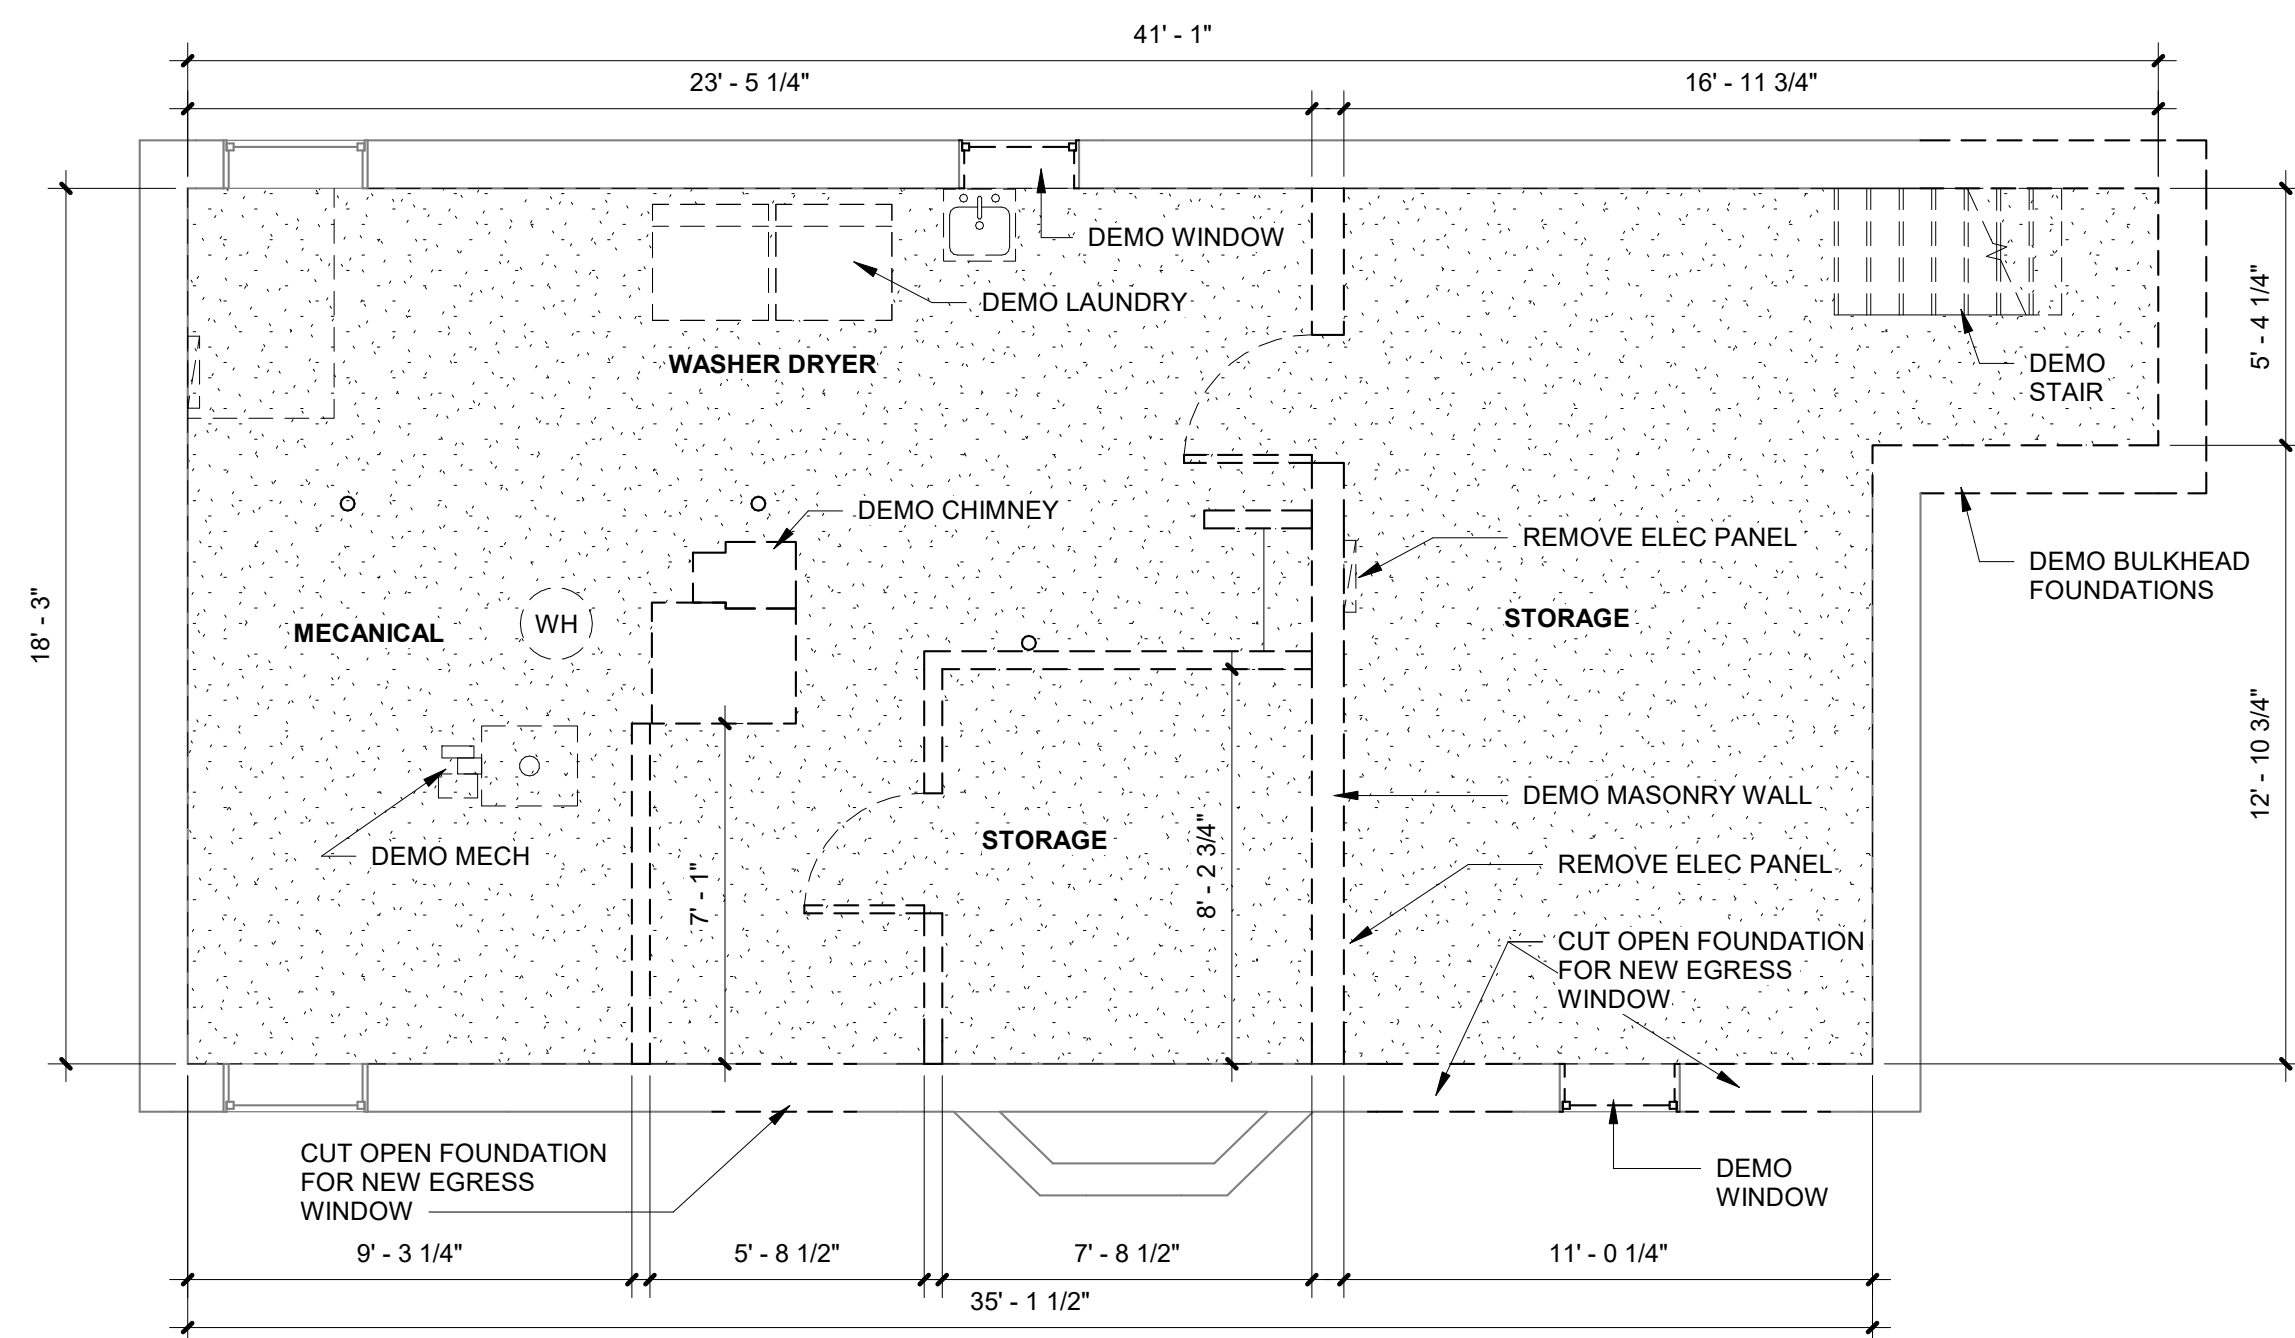 41' - 1"
23' - 5 1/4"
16' - 11 3/4"
DEMO WINDOW
DEMO LAUNDRY
WASHER DRYER
DEMO
STAIR
5' - 4 1/4"
DEMO CHIMNEY
REMOVE ELEC PANEL
DEMO BULKHEAD
FOUNDATIONS
18' - 3"
MECANICAL
WH
STORAGE
12' - 10 3/4"
DEMO MASONRY WALL
DEMO MECH
7' - 1"
STORAGE
8' - 2 3/4"
REMOVE ELEC PANEL
CUT OPEN FOUNDATION
FOR NEW EGRESS
WINDOW
CUT OPEN FOUNDATION
FOR NEW EGRESS
WINDOW
DEMO
WINDOW
9' - 3 1/4"
5' - 8 1/2"
7' - 8 1/2"
11' - 0 1/4"
35' - 1 1/2"